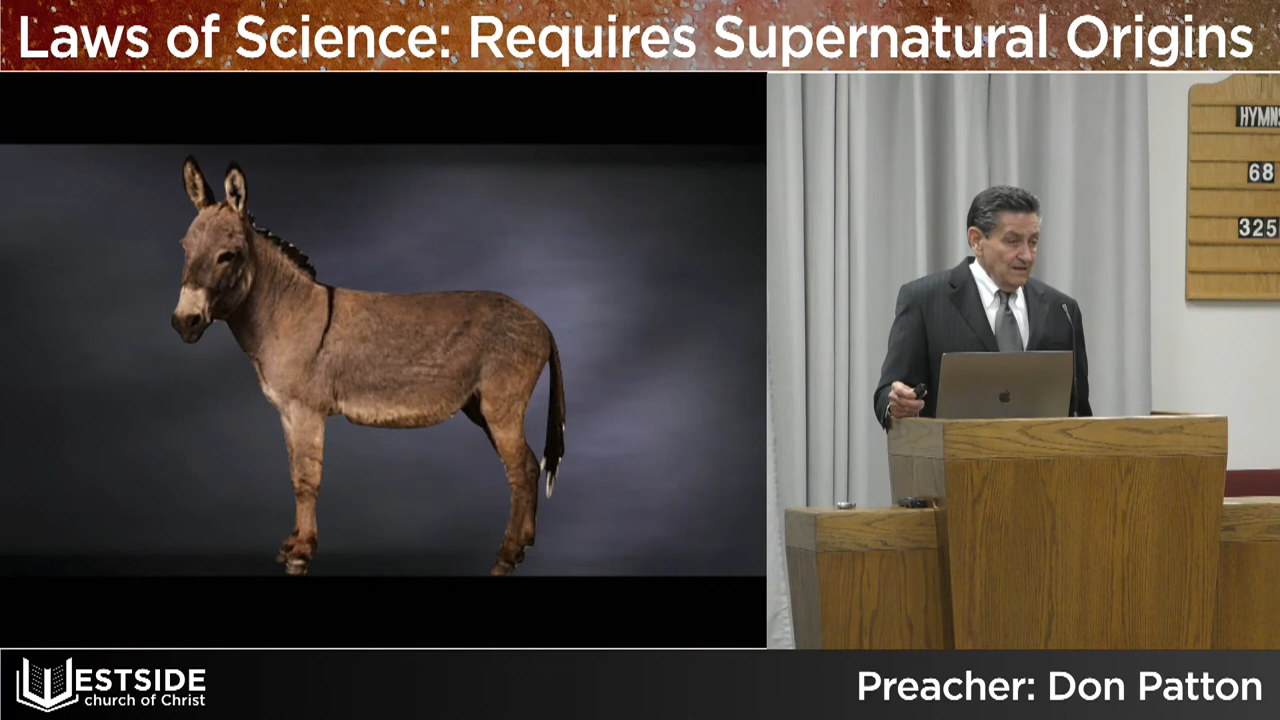 Laws of Science: Requires Supernatural Origins
HYMNS
68
325
WESTSIDE
church of Christ
Preacher: Don Patton